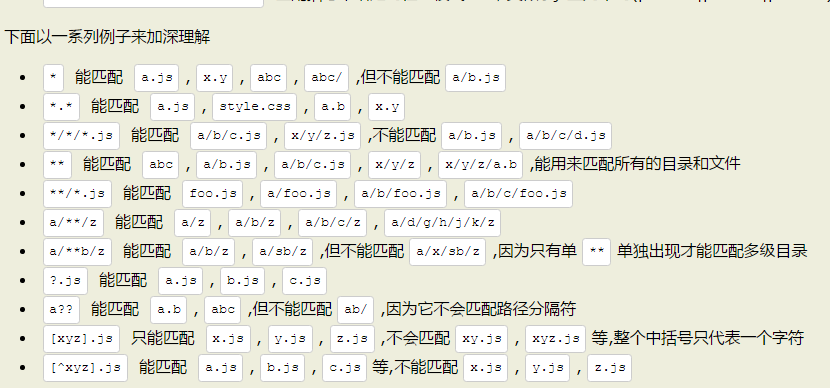 下面以一系列例子来加深理解
* 能匹配 a.js , x.y , abc , abc/ ,但不能匹配 a/b.js
*.* 能匹配 a.js , style.css , a.b , x.y
*/*/*.js 能匹配 a/b/c.js , x/y/z.js ,不能匹配 a/b.js , a/b/c/d.js
** 能匹配 abc , a/b.js , a/b/c.js , x/y/z , x/y/z/a.b ,能用来匹配所有的目录和文件
**/*.js 能匹配 foo.js , a/foo.js , a/b/foo.js , a/b/c/foo.js
a/**/z 能匹配 a/z , a/b/z , a/b/c/z , a/d/g/h/j/k/z
a/**b/z 能匹配 a/b/z , a/sb/z ,但不能匹配 a/x/sb/z ,因为只有单 ** 单独出现才能匹配多级目录
?.js 能匹配 a.js , b.js , c.js
a?? 能匹配 a.b , abc ,但不能匹配 ab/ ,因为它不会匹配路径分隔符
[xyz].js 只能匹配 x.js , y.js , z.js ,不会匹配 xy.js , xyz.js 等,整个中括号只代表一个字符
[^xyz].js 能匹配 a.js , b.js , c.js 等,不能匹配 x.js , y.js , z.js